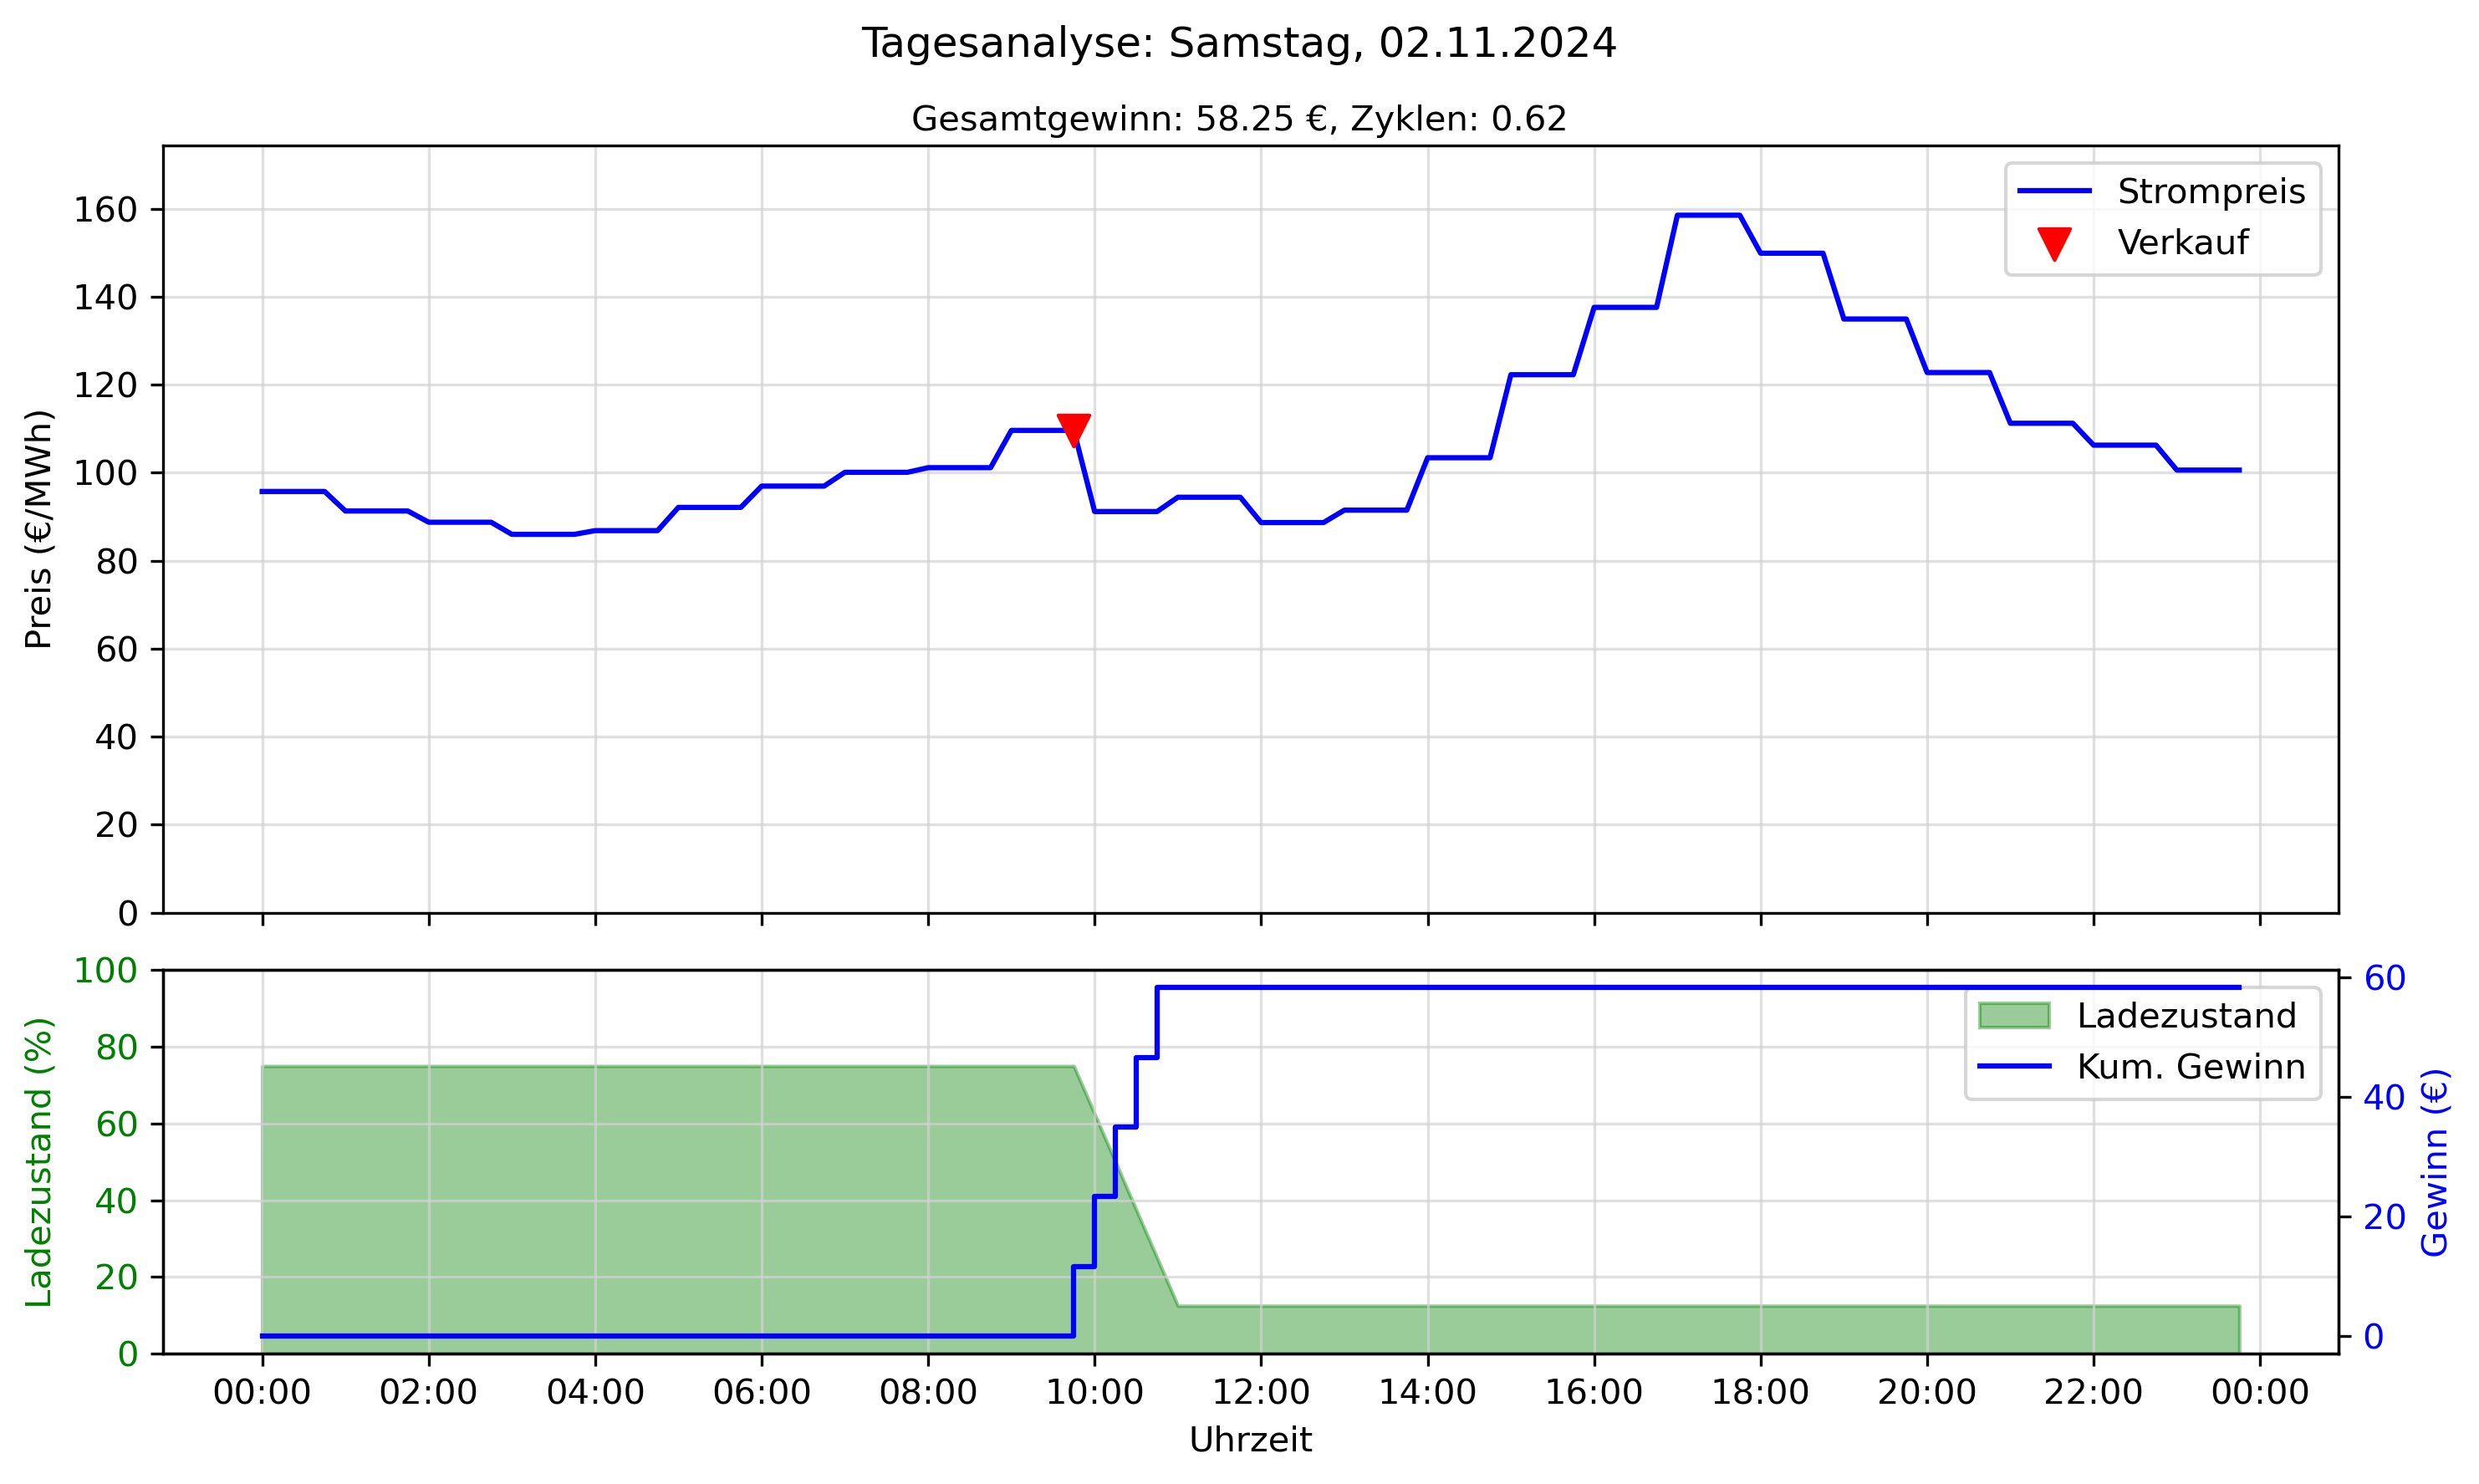 Tagesanalyse: Samstag, 02.11.2024
Gesamtgewinn: 58.25 €, Zyklen: 0.62
Preis (€/MWh)
160
140
120
100
80
60
40
20
0
Strompreis
Verkauf
Ladezustand (%)
100
80
60
40
20
0
Ladezustand
Kum. Gewinn
60
40
20
0
Gewinn (€)
00:00 02:00 04:00 06:00 08:00 10:00 12:00 14:00 16:00 18:00 20:00 22:00 00:00
Uhrzeit